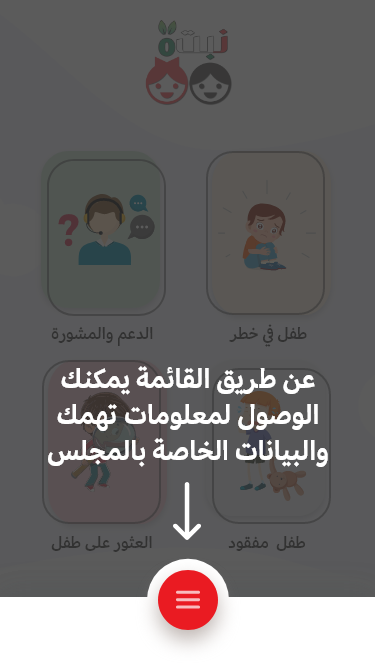 نبتة
طفل في خطر
الدعم والمشورة
عن طريق القائمة يمكنك
الوصول لمعلومات تهمك
والبيانات الخاصة بالمجلس
طفل مفقود
العثور على طفل